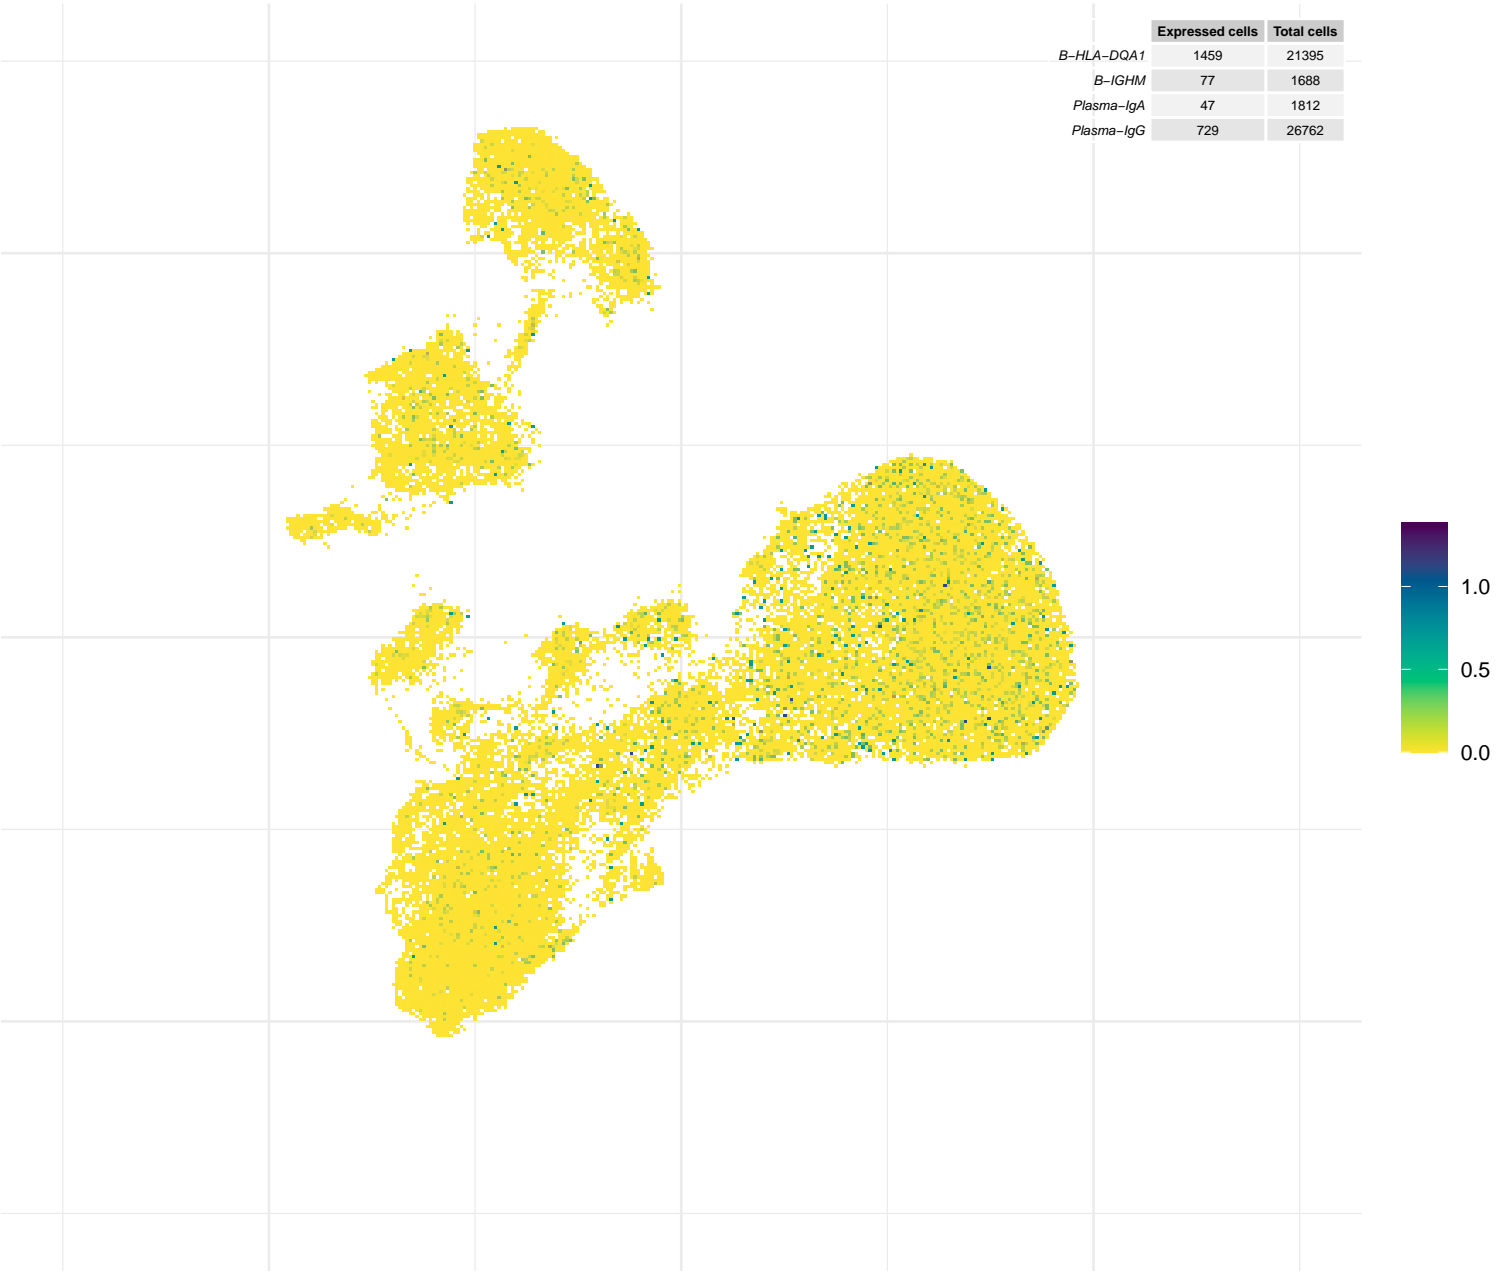 Expressed cells Total cells
B−HLA−DQA1 1459 21395
B−IGHM 77 1688
Plasma−IgA 47 1812
Plasma−IgG 729 26762
1.0
0.5
0.0